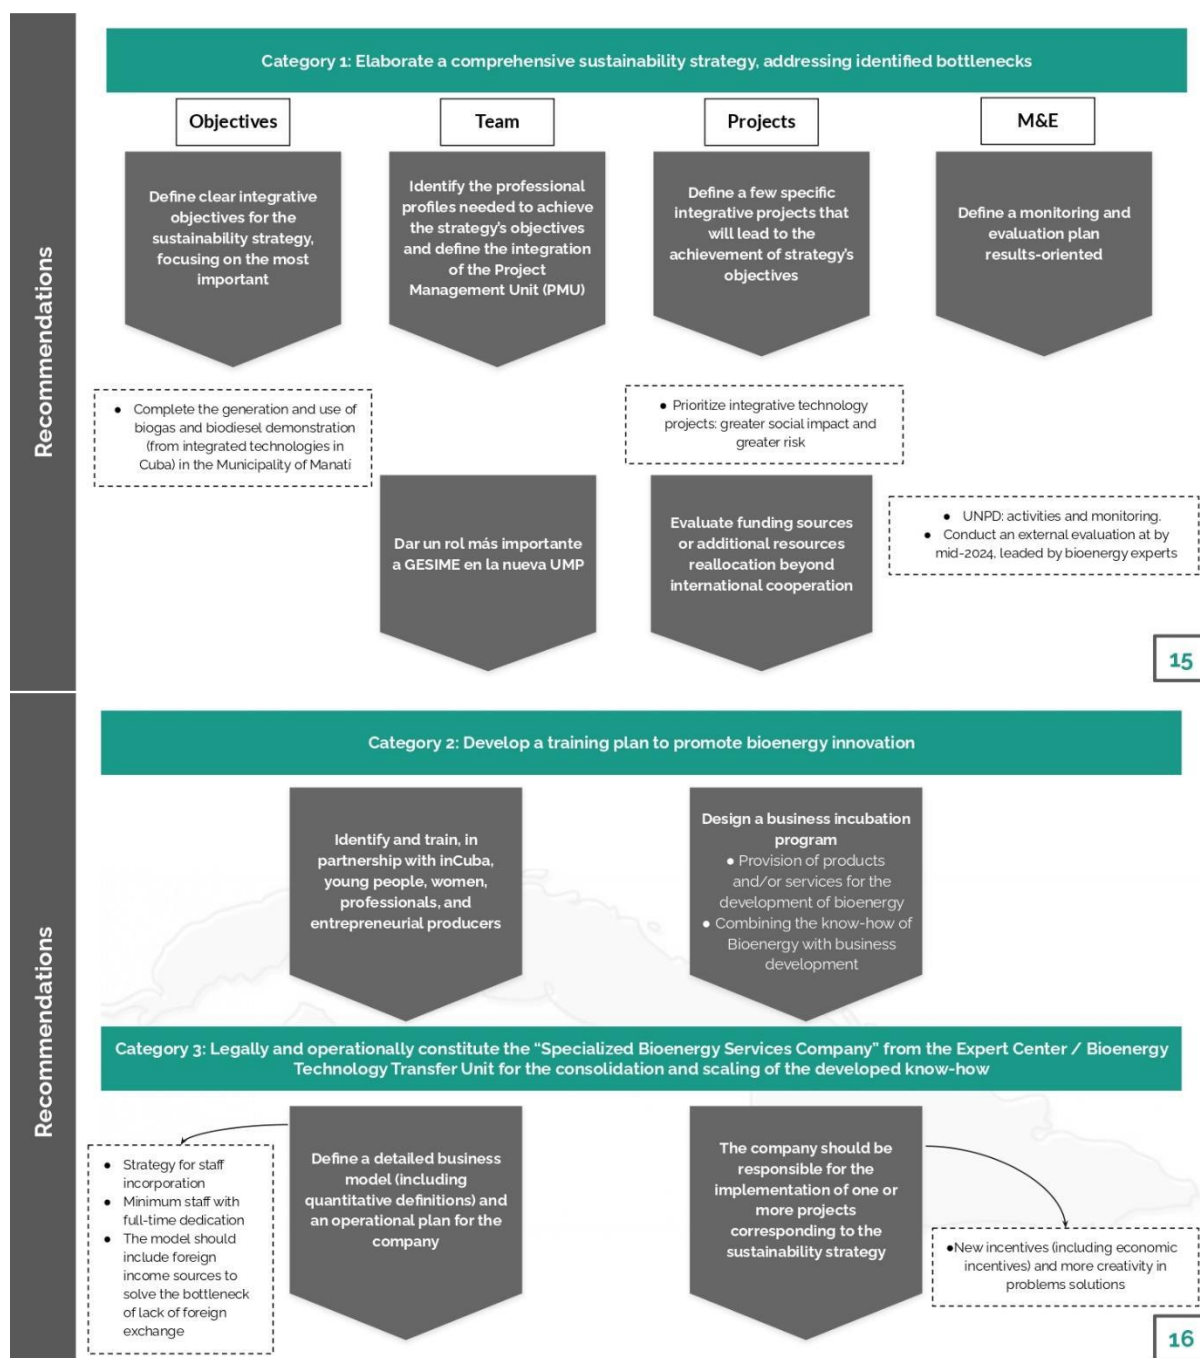 Recommendations
Category 1: Elaborate a comprehensive sustainability strategy, addressing identified bottlenecks
Objectives
Define clear integrative
objectives for the
sustainability strategy,
focusing on the most
important
● Complete the generation and use of
biogas and biodiesel demonstration
(from integrated technologies in
Cuba) in the Municipality of Manatí
Team
Identify the professional
profiles needed to achieve
the strategy's objectives
and define the integration
of the Project
Management Unit (PMU)
Dar un rol más importante
a GESIME en la nueva UMP
Projects
Define a few specific
integrative projects that
will lead to the
achievement of strategy's
objectives
● Prioritize integrative technology
projects: greater social impact and
greater risk
Evaluate funding sources
or additional resources
reallocation beyond
international cooperation
M&E
Define a monitoring and
evaluation plan
results-oriented
● UNPD: activities and monitoring.
● Conduct an external evaluation at by
mid-2024, leaded by bioenergy experts
15
Recommendations
Category 2: Develop a training plan to promote bioenergy innovation
Identify and train, in
partnership with inCuba,
young people, women,
professionals, and
entrepreneurial producers
Design a business incubation
program
● Provision of products
and/or services for the
development of bioenergy
● Combining the know-how of
Bioenergy with business
development
Category 3: Legally and operationally constitute the “Specialized Bioenergy Services Company” from the Expert Center / Bioenergy
Technology Transfer Unit for the consolidation and scaling of the developed know-how
● Strategy for staff
incorporation
● Minimum staff with
full-time dedication
● The model should
include foreign
income sources to
solve the bottleneck
of lack of foreign
exchange
Define a detailed business
model (including
quantitative definitions) and
an operational plan for the
company
The company should be
responsible for the
implementation of one or
more projects
corresponding to the
sustainability strategy
●New incentives (including economic
incentives) and more creativity in
problems solutions
16